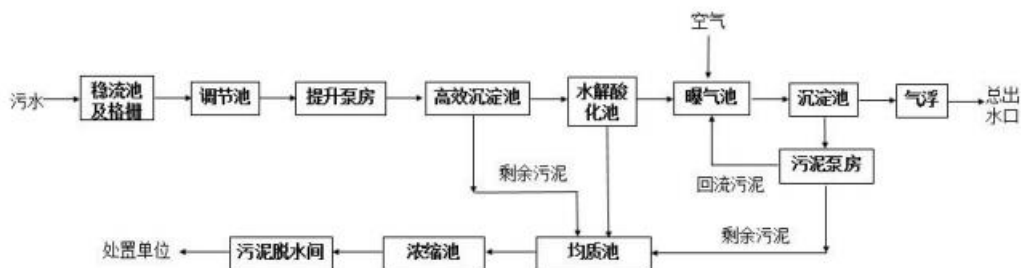 空气
污水
稳流池
及格栅
调节池
提升泵房
高效沉淀池
水解酸
化池
曝气池
沉淀池
气浮
总出
水口
剩余污泥
回流污泥
污泥泵房
处置单位
污泥脱水间
浓缩池
均质池
剩余污泥